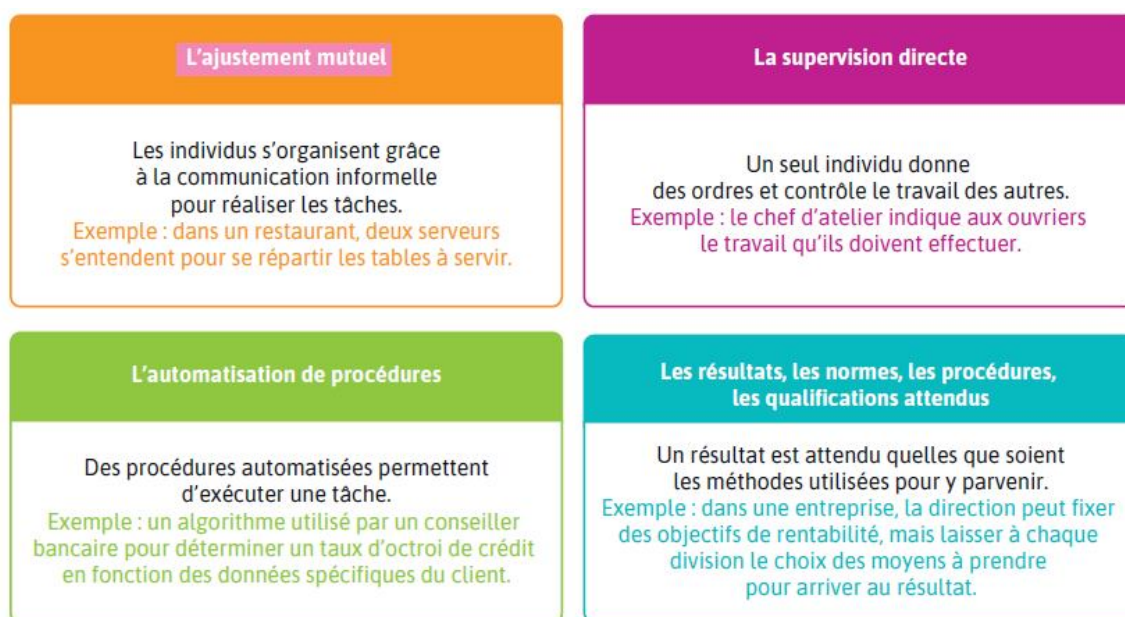 L'ajustement mutuel
Les individus s'organisent grâce
à la communication informelle
pour réaliser les tâches.
Exemple : dans un restaurant, deux serveurs
s'entendent pour se répartir les tables à servir.
La supervision directe
Un seul individu donne
des ordres et contrôle le travail des autres.
Exemple : le chef d'atelier indique aux ouvriers
le travail qu'ils doivent effectuer.
L'automatisation de procédures
Des procédures automatisées permettent
d'exécuter une tâche.
Exemple : un algorithme utilisé par un conseiller
bancaire pour déterminer un taux d'octroi de crédit
en fonction des données spécifiques du client.
Les résultats, les normes, les procédures,
les qualifications attendus
Un résultat est attendu quelles que soient
les méthodes utilisées pour y parvenir.
Exemple : dans une entreprise, la direction peut fixer
des objectifs de rentabilité, mais laisser à chaque
division le choix des moyens à prendre
pour arriver au résultat.